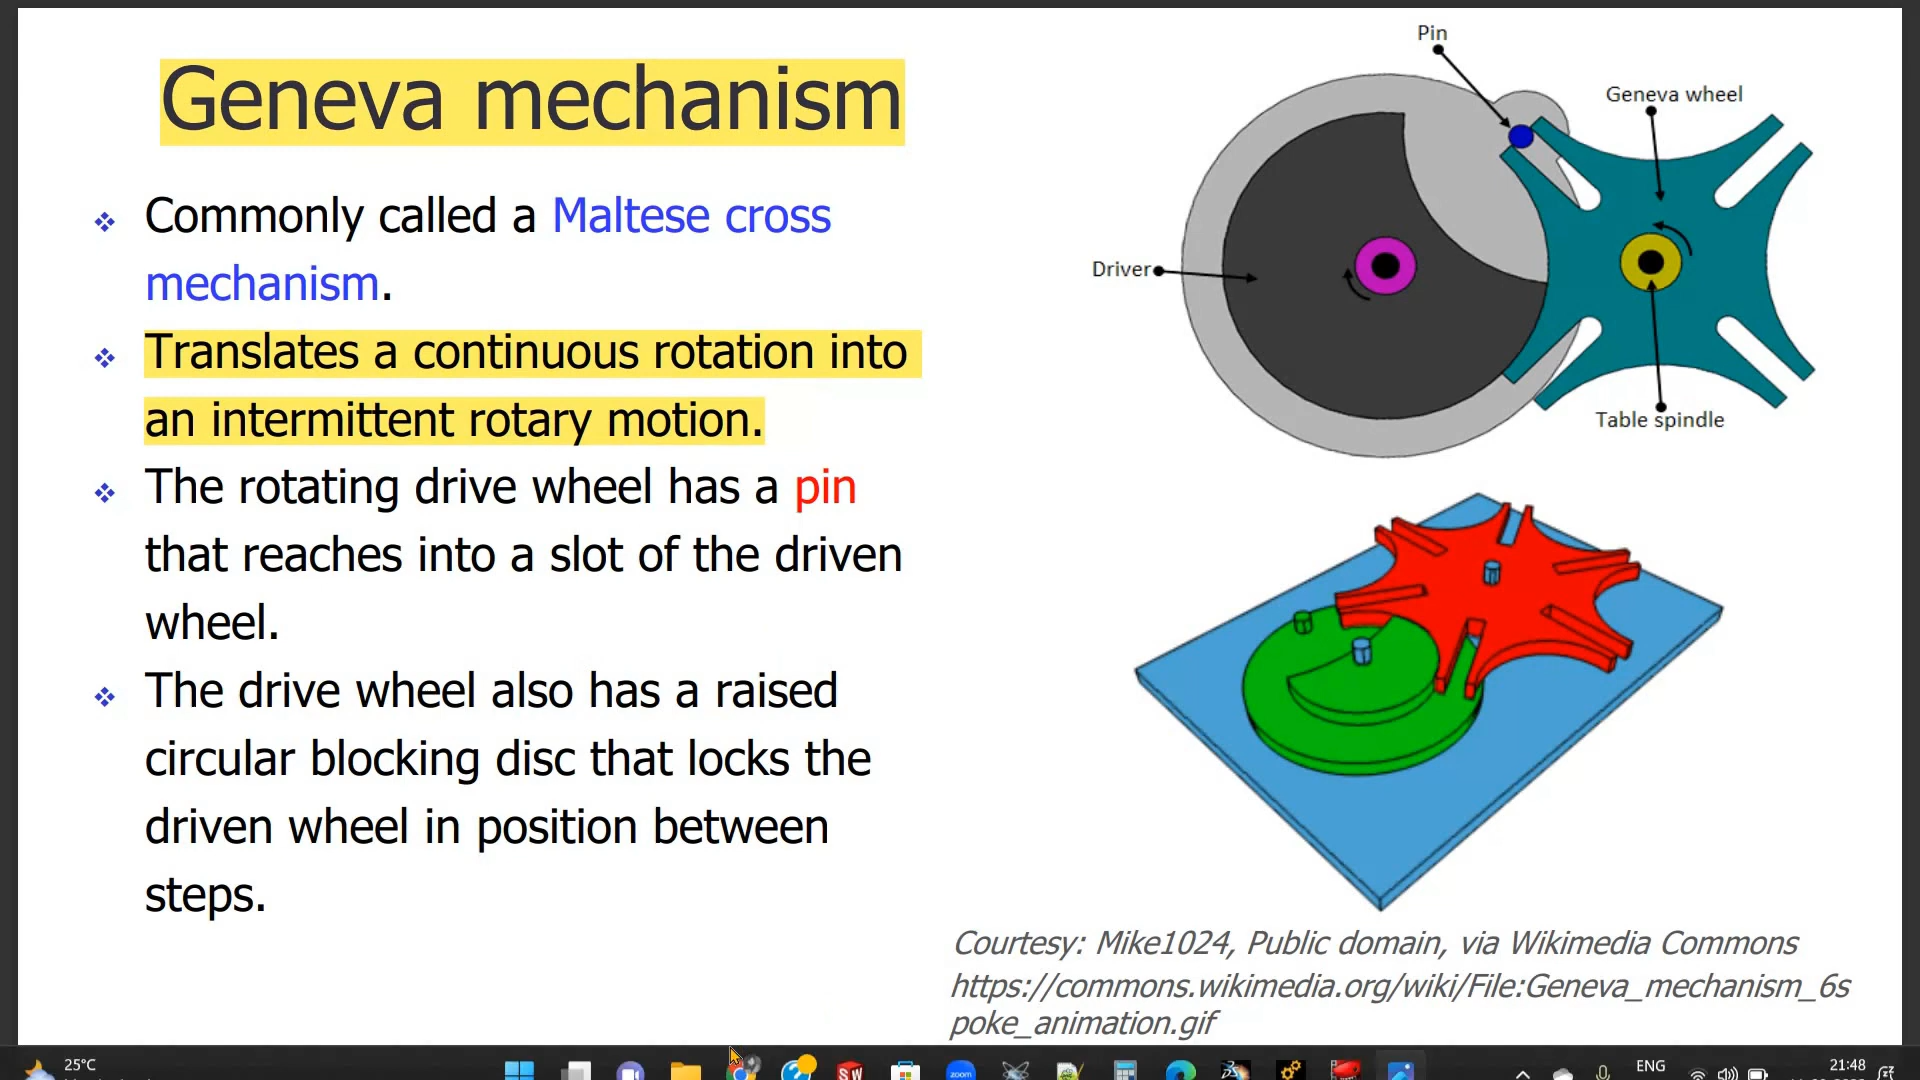 Geneva mechanism
Commonly called a Maltese cross
mechanism.
Translates a continuous rotation into
an intermittent rotary motion.
The rotating drive wheel has a pin
that reaches into a slot of the driven
wheel.
The drive wheel also has a raised
circular blocking disc that locks the
driven wheel in position between
steps.
Pin
Geneva wheel
Driver
Table spindle
Courtesy: Mike1024, Public domain, via Wikimedia Commons
https://commons.wikimedia.org/wiki/File:Geneva_mechanism_6s
poke_animation.gif
25°C
SW
zoom
ENG
21:48